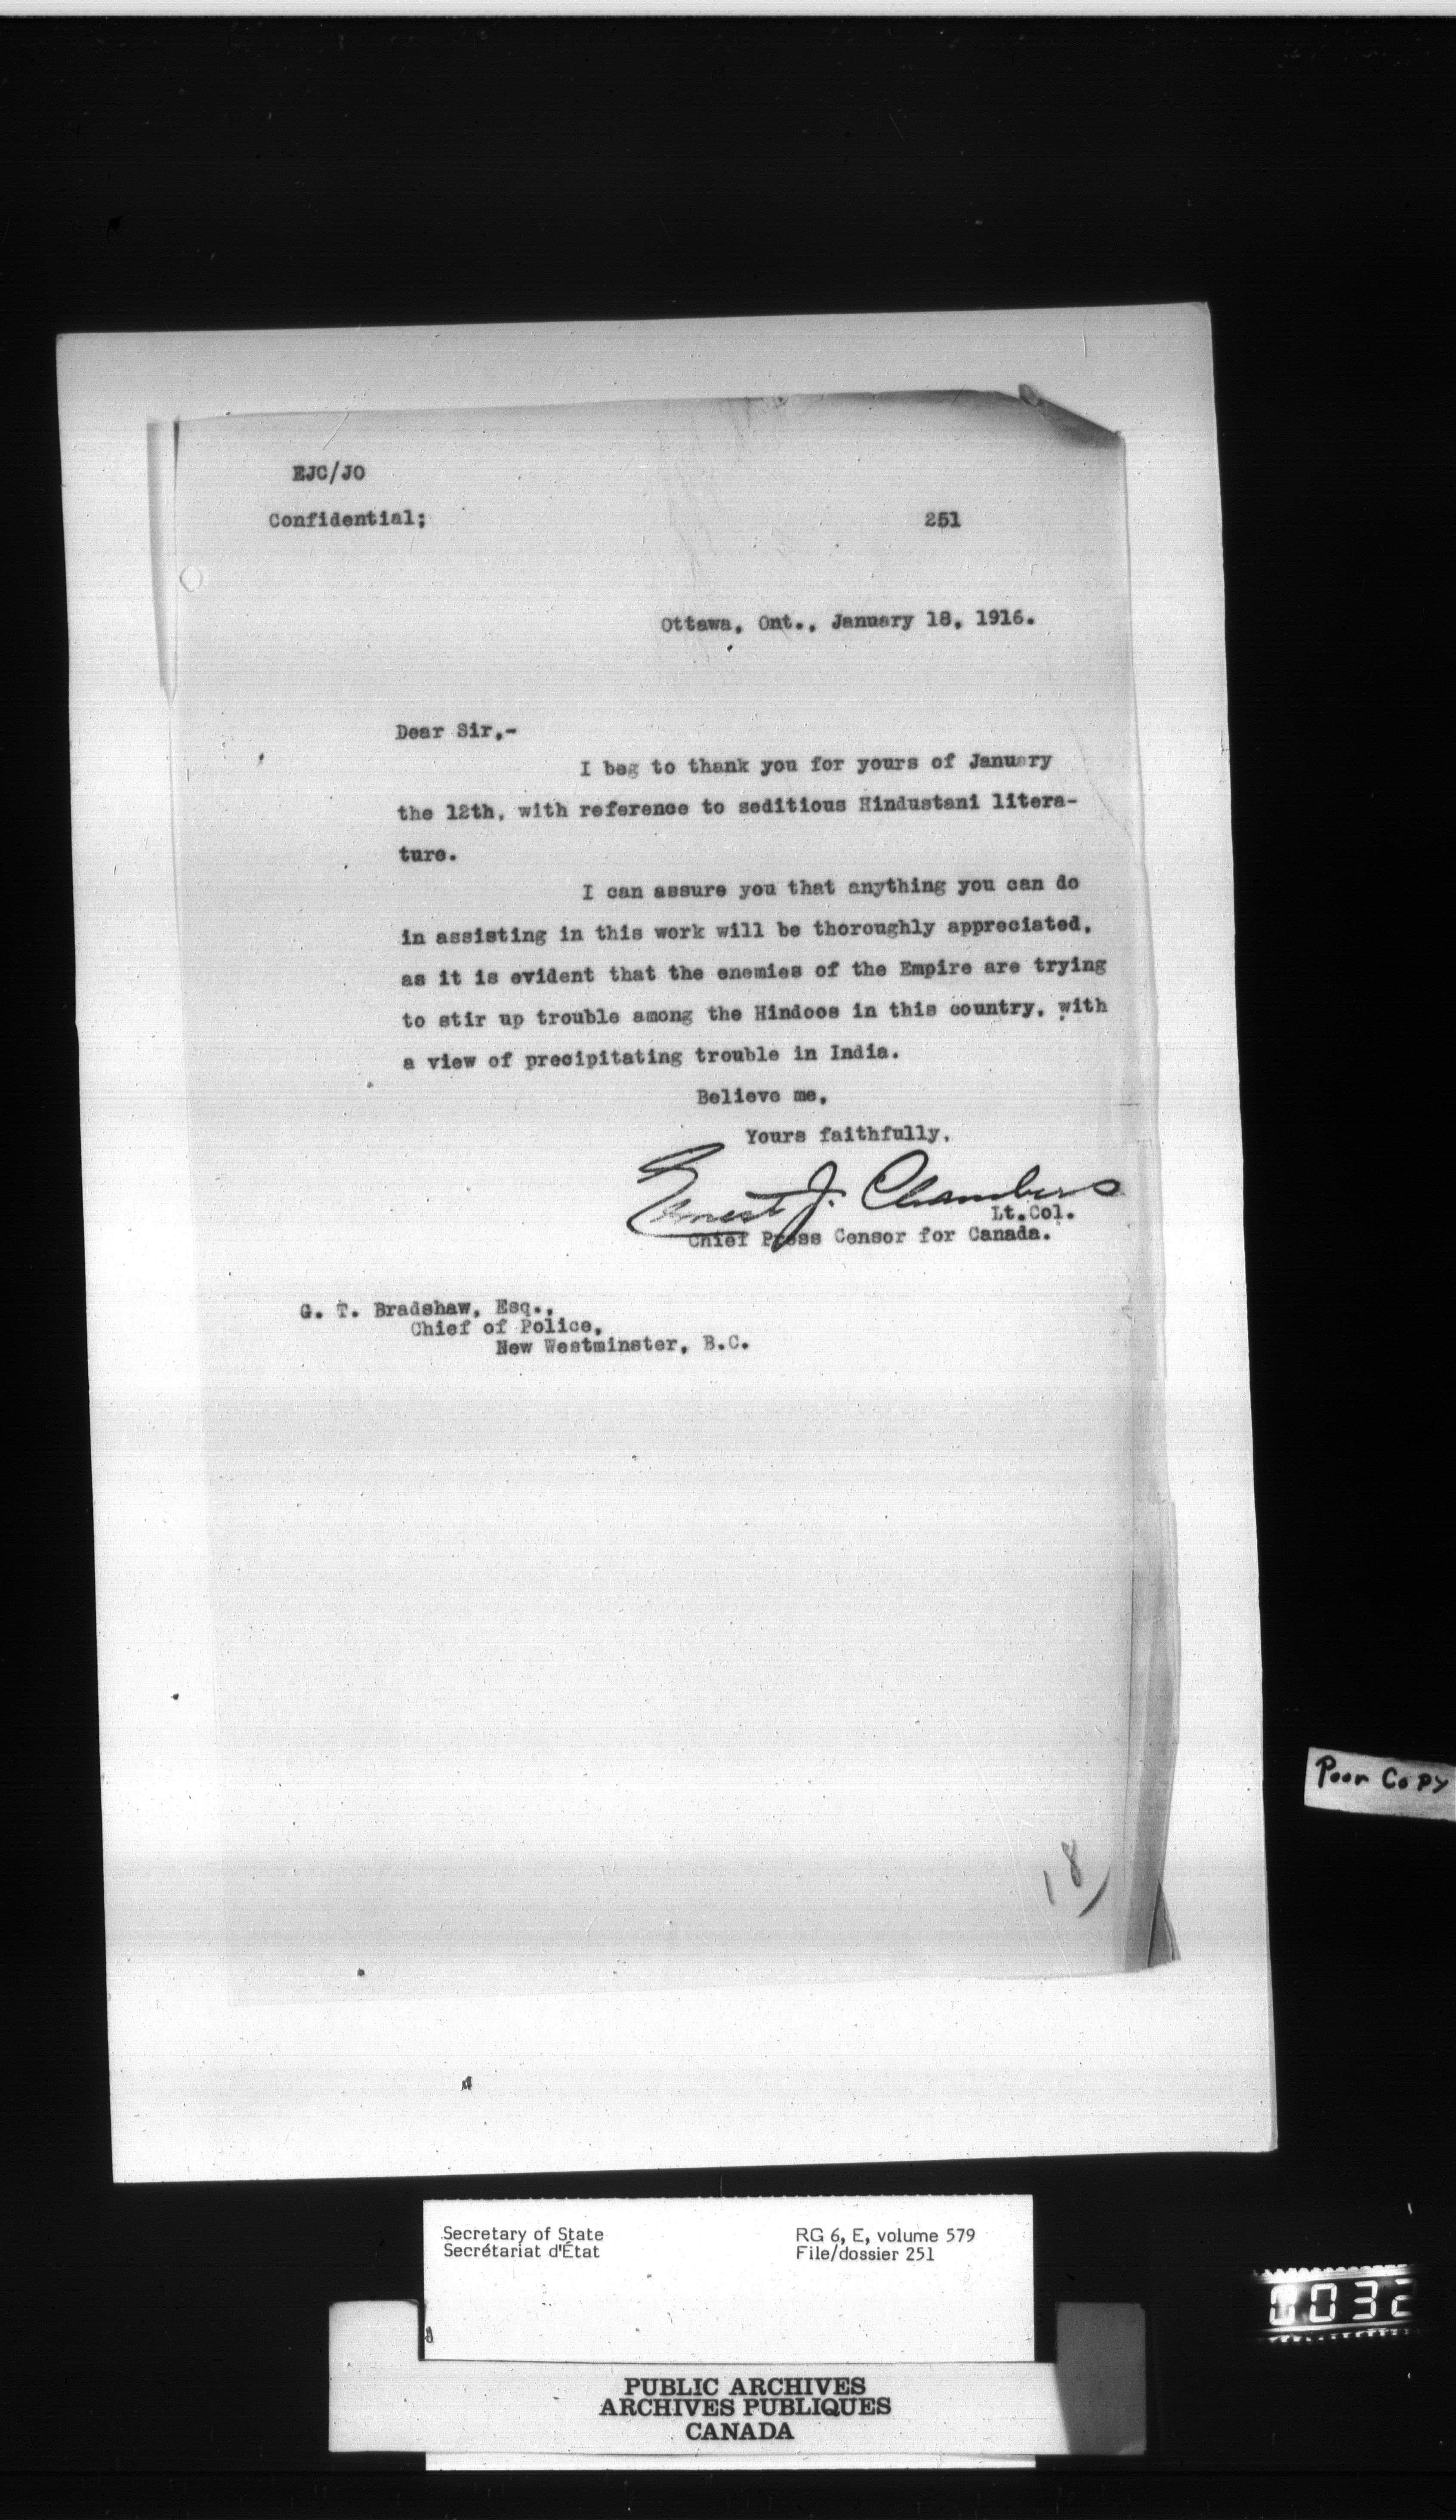 EJC/JO
Confidential;
251
Ottawa, Ont., January 18, 1916.
Dear Sir,-
I beg to thank you for yours of January
the 12th, with reference to seditious Hindustani litera-
ture.
I can assure you that anything you can do
in assisting in this work will be thoroughly appreciated,
as it is evident that the enemies of the Empire are trying
to stir up trouble among the Hindoos in this country, with
a view of precipitating trouble in India.
Believe me,
Yours faithfully,
Ernest J. Chambers
Lt.Col.
Chief Press Censor for Canada.
G. T. Bradshaw, Esq.,
Chief of Police,
New Westminster, B.C.
Poor Copy
18
Secretary of State
Secrétariat d'État
RG 6, E, volume 579
File/dossier 251
PUBLIC ARCHIVES
ARCHIVES PUBLIQUES
CANADA